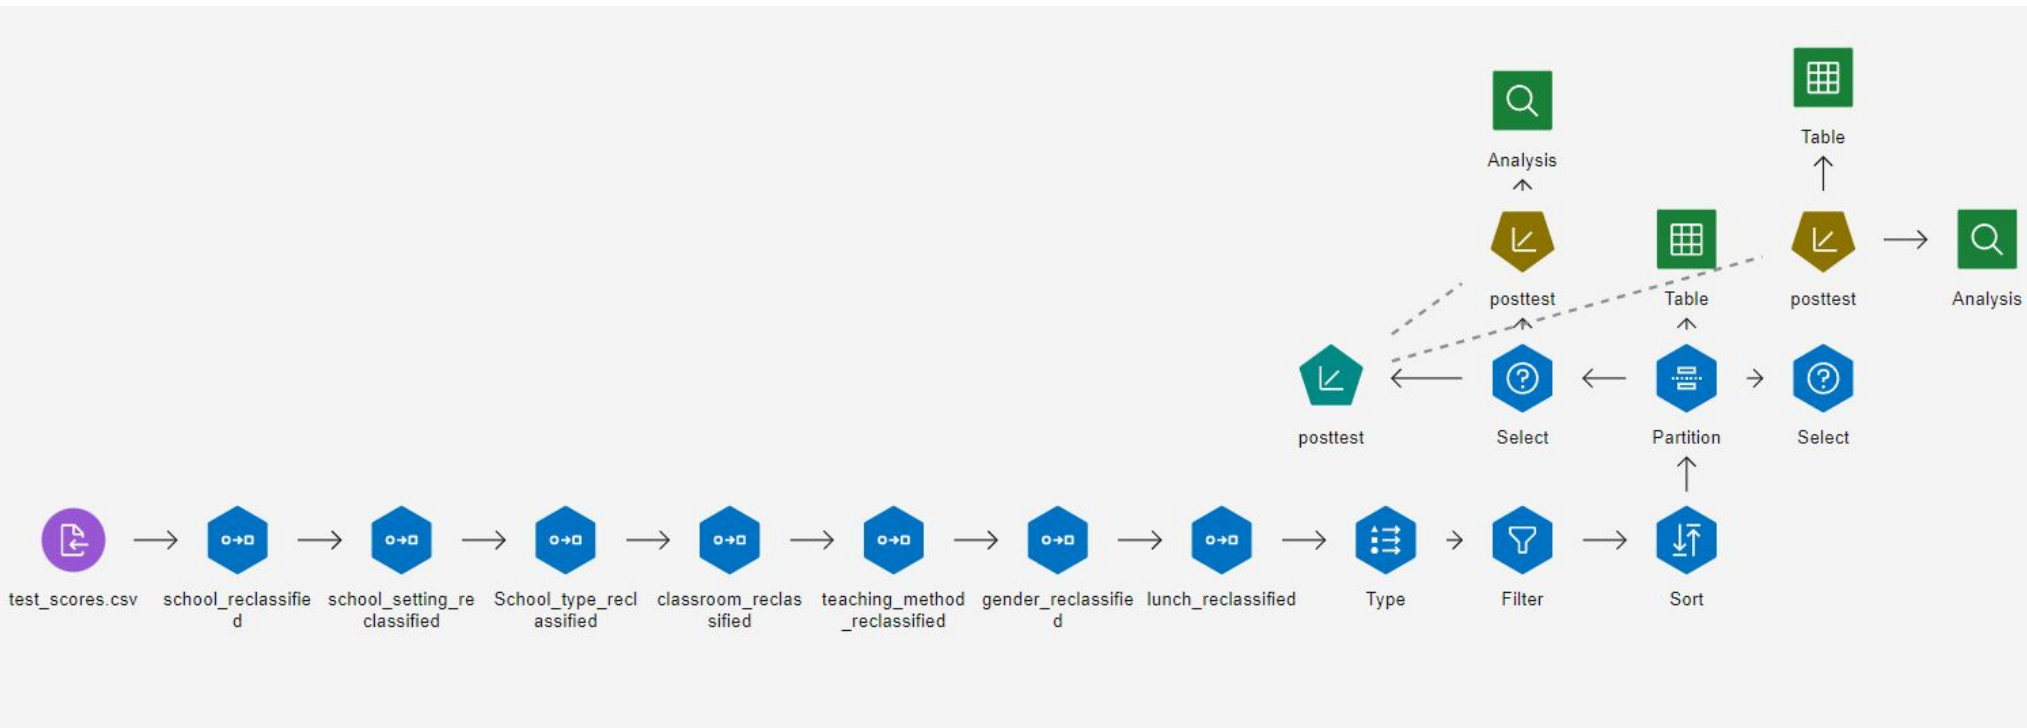 Table
Analysis
posttest
Table
posttest
Analysis
posttest
Select
Partition
Select
test_scores.csv
school_reclassifie
d
school_setting_re
classified
School_type_recl
assified
classroom_reclas
sified
teaching_method
_reclassified
gender_reclassifie
d
lunch_reclassified
Type
Filter
Sort